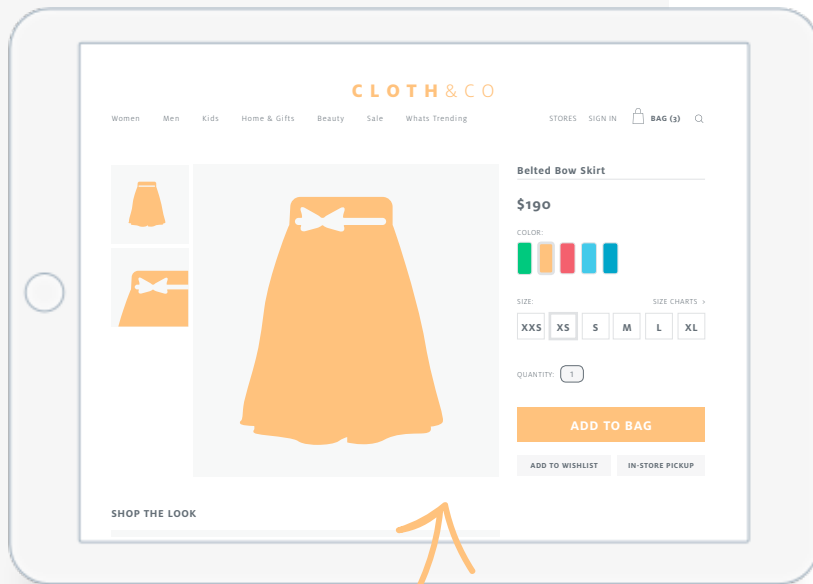 CLOTH&CO
Women Men Kids Home & Gifts Beauty Sale Whats Trending STORES SIGN IN BAG (3)
Belted Bow Skirt
$190
COLOR:
SIZE: SIZE CHARTS ›
XXS XS S M L XL
QUANTITY: 1
ADD TO BAG
ADD TO WISHLIST IN-STORE PICKUP
SHOP THE LOOK